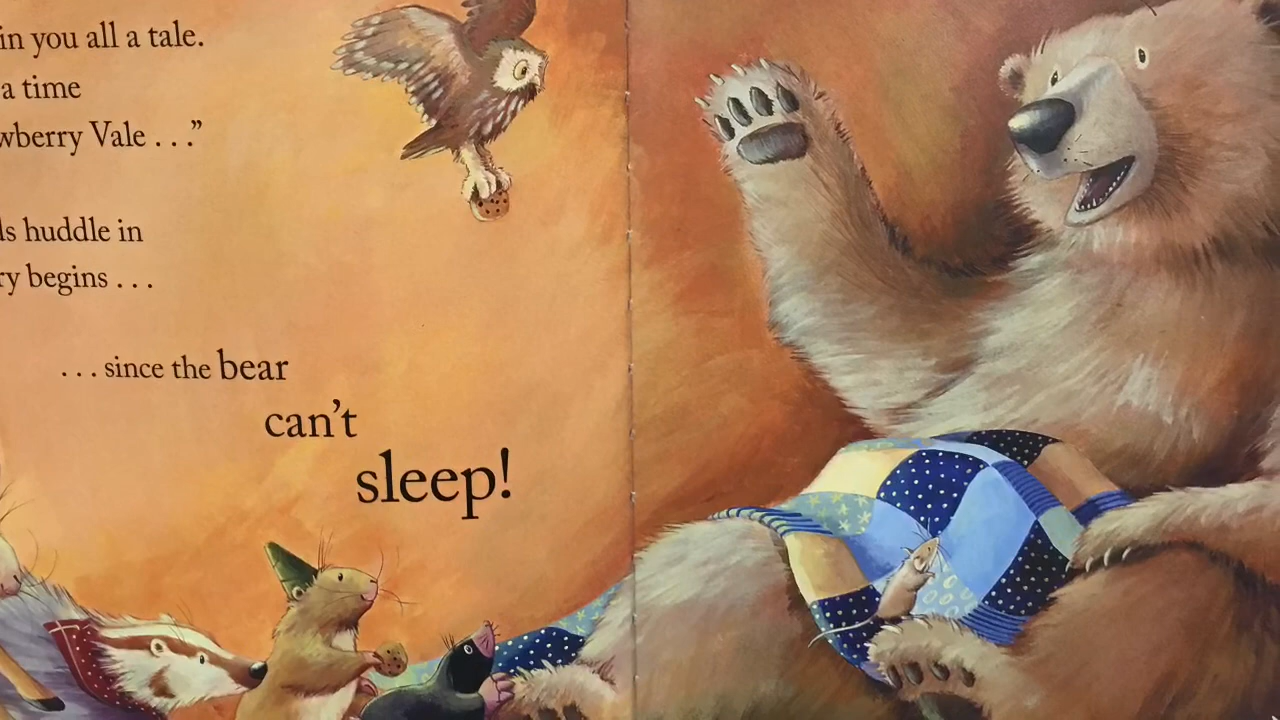 in you all a tale.
a time
wberry Vale . . .”
ls huddle in
ry begins . . .
. . . since the bear
can’t
sleep!